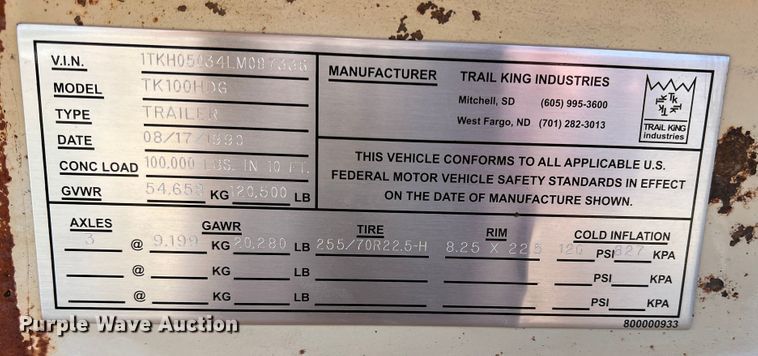 V.I.N. 1TKH05034LM087336
MODEL TK100HDG
TYPE TRAILER
DATE 08/17/1990
CONC LOAD 100,000 LBS. IN 10 FT.
GVWR 54,658 KG 120,500 LB
MANUFACTURER TRAIL KING INDUSTRIES
Mitchell, SD (605) 995-3600
West Fargo, ND (701) 282-3013
TK
TRAIL KING
industries
THIS VEHICLE CONFORMS TO ALL APPLICABLE U.S.
FEDERAL MOTOR VEHICLE SAFETY STANDARDS IN EFFECT
ON THE DATE OF MANUFACTURE SHOWN.
AXLES GAWR TIRE RIM COLD INFLATION
3 @ 9,199 KG 20,280 LB 255/70R22.5-H 8.25 X 22.5 120 PSI 827 KPA
@ KG LB PSI KPA
@ KG LB PSI KPA
800000933
Purple Wave Auction